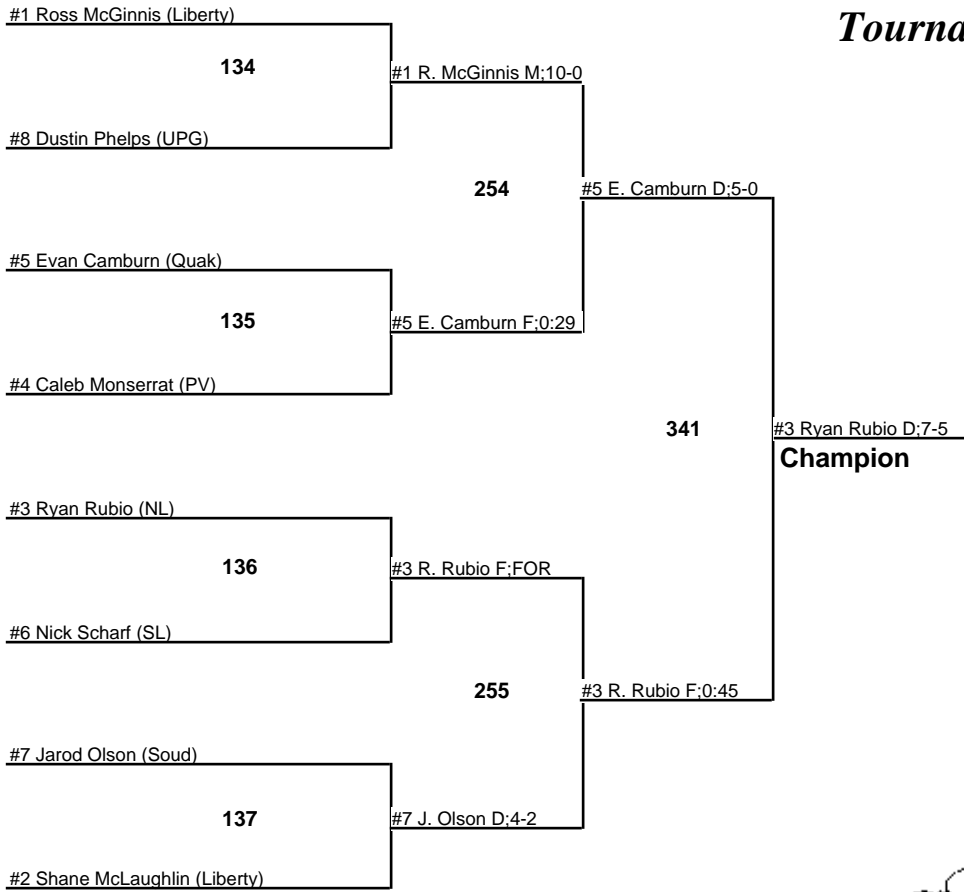 #1 Ross McGinnis (Liberty)
Tourna
134
#1 R. McGinnis M;10-0
#8 Dustin Phelps (UPG)
254
#5 E. Camburn D;5-0
#5 Evan Camburn (Quak)
135
#5 E. Camburn F;0:29
#4 Caleb Monserrat (PV)
341
#3 Ryan Rubio D;7-5
Champion
#3 Ryan Rubio (NL)
136
#3 R. Rubio F;FOR
#6 Nick Scharf (SL)
255
#3 R. Rubio F;0:45
#7 Jarod Olson (Soud)
137
#7 J. Olson D;4-2
#2 Shane McLaughlin (Liberty)